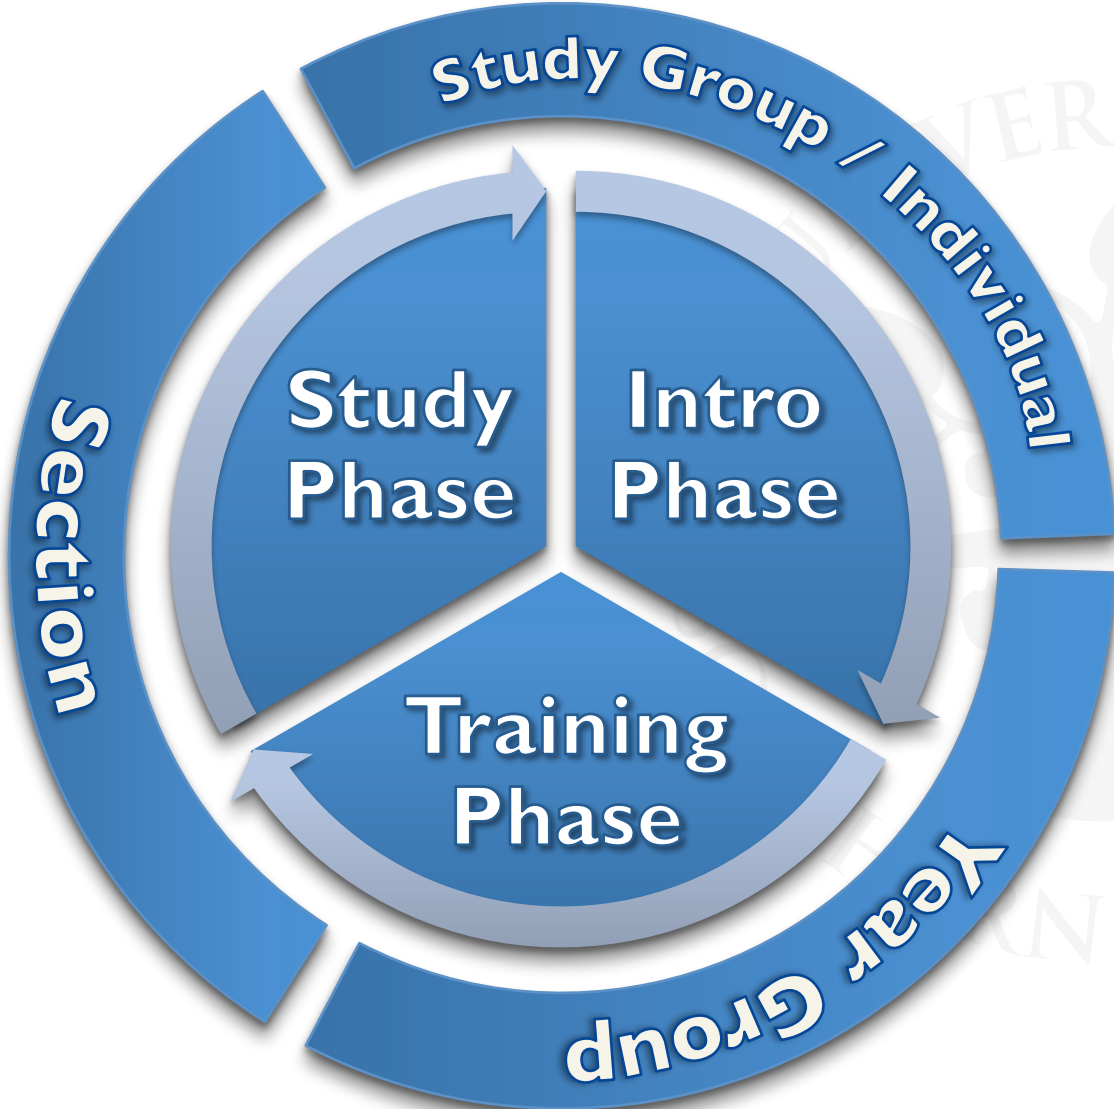 Study Group / Individual
Study
Phase
Intro
Phase
Training
Phase
Section
Year Group